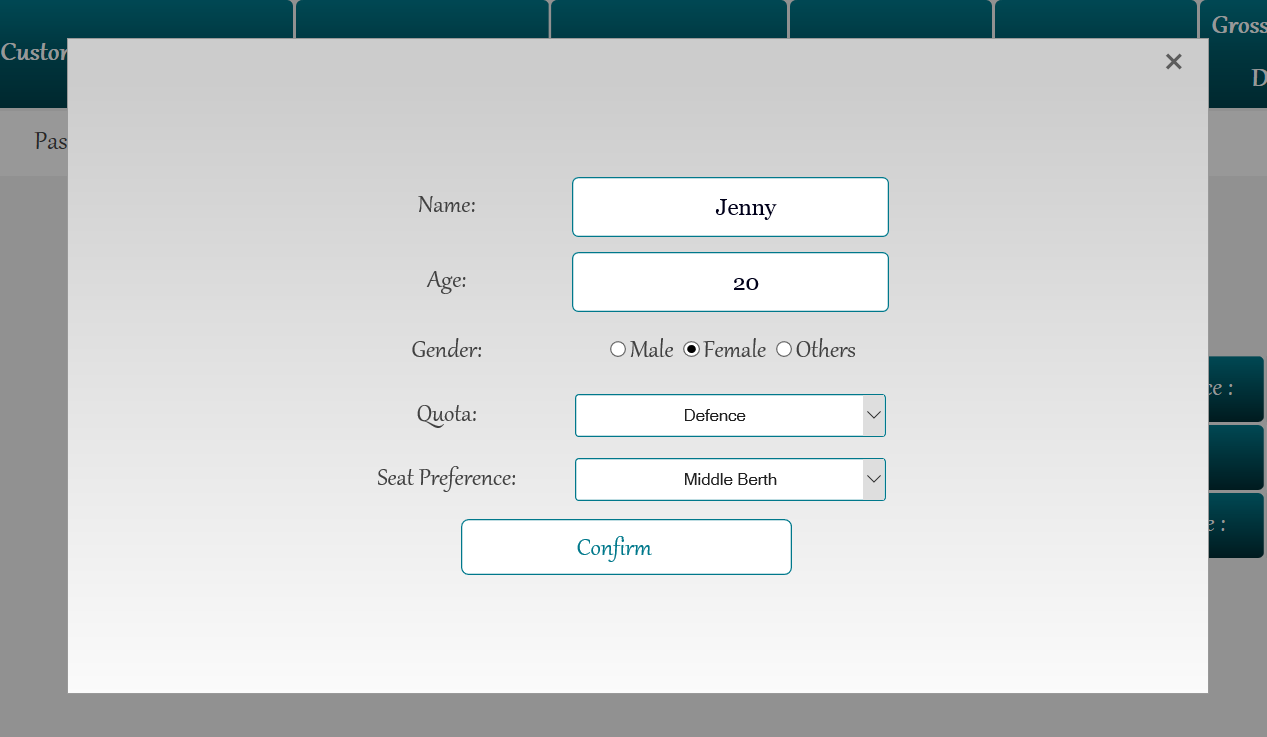 Gross
D
Name: Jenny
Age: 20
Gender: Male Female Others
Quota: Defence
Seat Preference: Middle Berth
Confirm